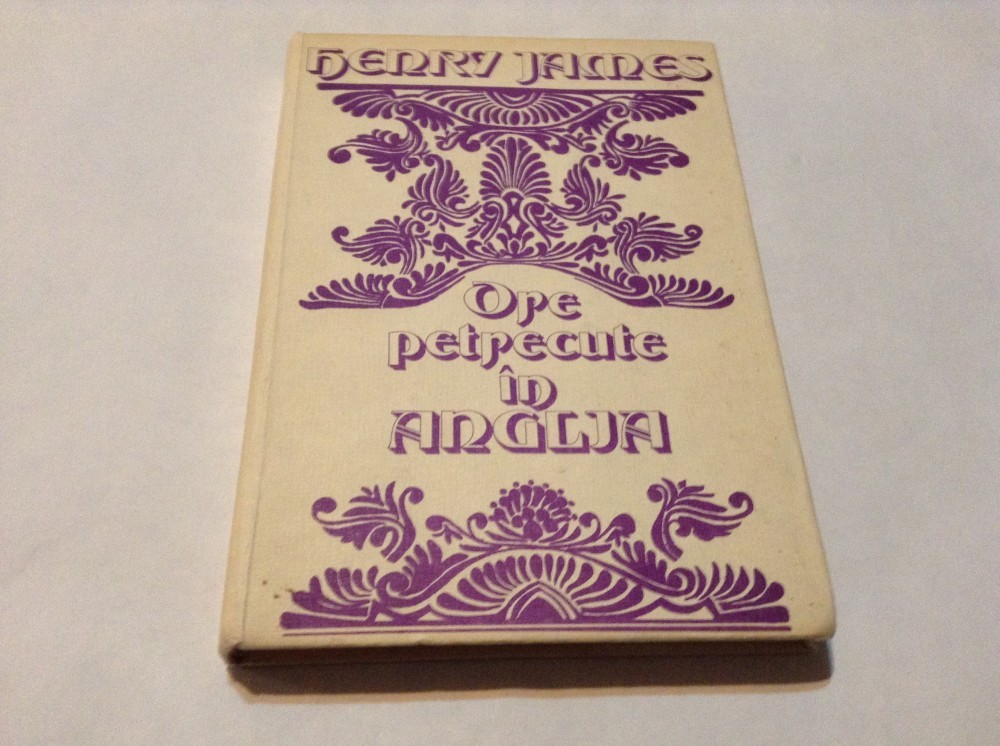 HENRY JAMES
Ore
petrecute
în
ANGLIA